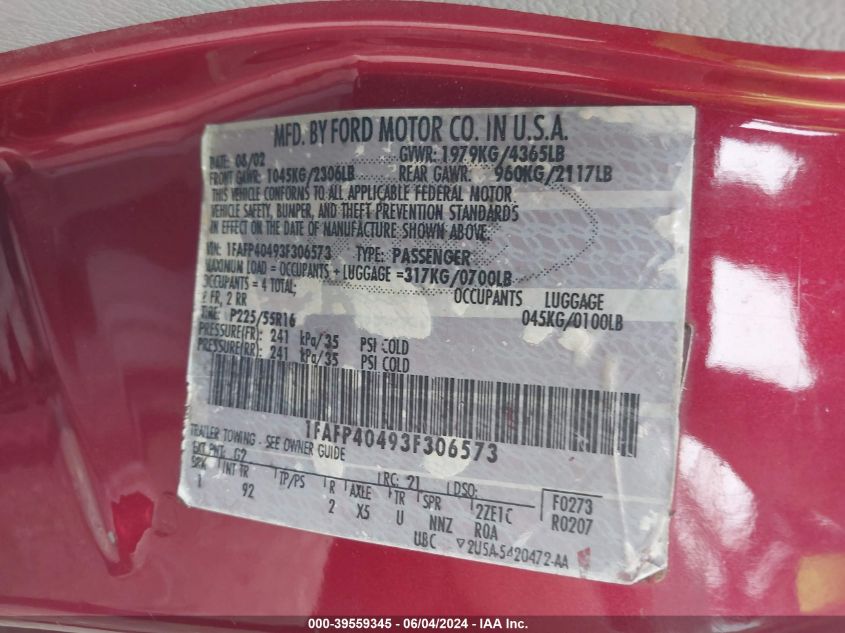 MFD. BY FORD MOTOR CO. IN U.S.A.
DATE: 08/02 GVWR: 1979KG/4365LB
FRONT GAWR: 1045KG/2306LB REAR GAWR: 960KG/2117LB
THIS VEHICLE CONFORMS TO ALL APPLICABLE FEDERAL MOTOR
VEHICLE SAFETY, BUMPER, AND THEFT PREVENTION STANDARDS
IN EFFECT ON THE DATE OF MANUFACTURE SHOWN ABOVE.
VIN: 1FAFP40493F306573 TYPE: PASSENGER
MAXIMUM LOAD = OCCUPANTS + LUGGAGE = 317KG/0700LB
OCCUPANTS = 4 TOTAL: OCCUPANTS LUGGAGE
2 FR, 2 RR 045KG/0100LB
TIRE: P225/55R16
PRESSURE(FR): 241 kPa/35 PSI COLD
PRESSURE(RR): 241 kPa/35 PSI COLD
1FAFP40493F306573
TRAILER TOWING - SEE OWNER GUIDE
EXT PNT: G2 RC: 21 DSO: F0273
BRK INT TR TP/PS R AXLE TR SPR 2ZE1C R0207
1 92 2 X5 U NNZ ROA
UBC ▽2U5A-5420472-AA
000-39559345 - 06/04/2024 - IAA Inc.